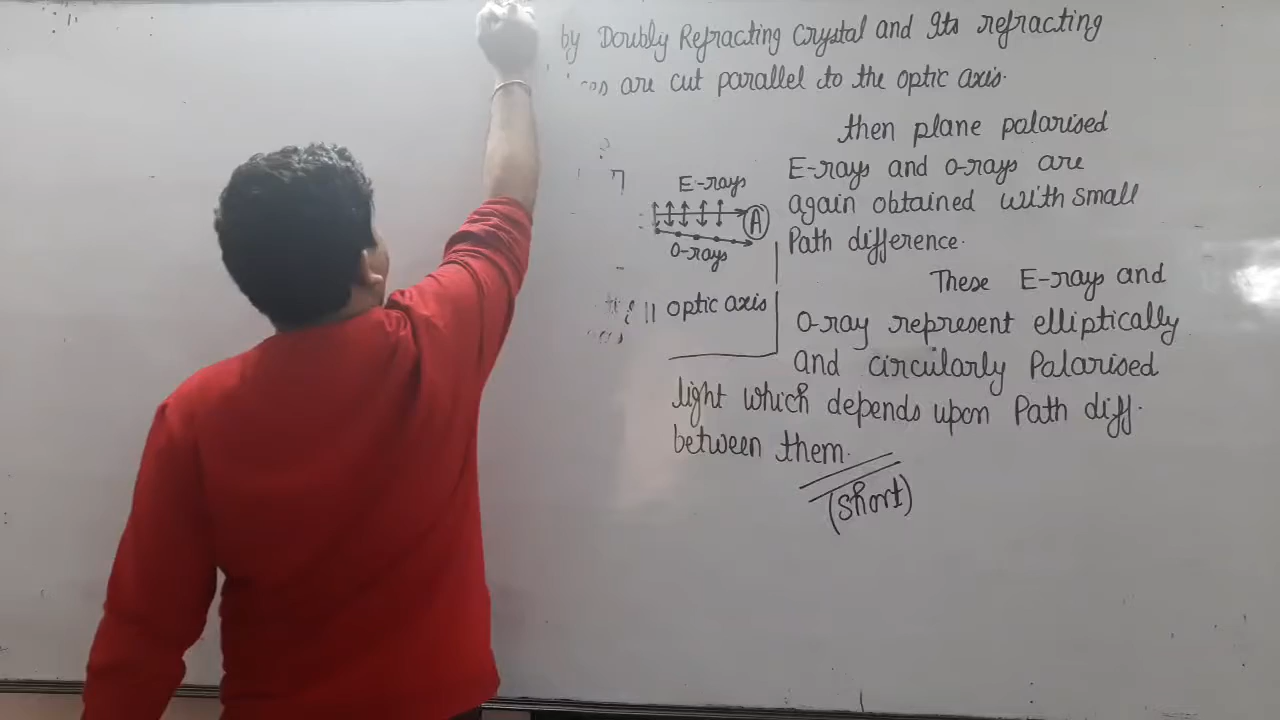 by Doubly Refracting Crystal and Its refracting
are cut parallel to the optic axis.
then plane palarised
E-rays and O-rays are
again obtained with small
Path difference.
E-rays
A
O-rays
|| optic axis
These E-rays and
O-ray represent elliptically
and circularly Palarised
light which depends upon Path diff.
between them.
(short)